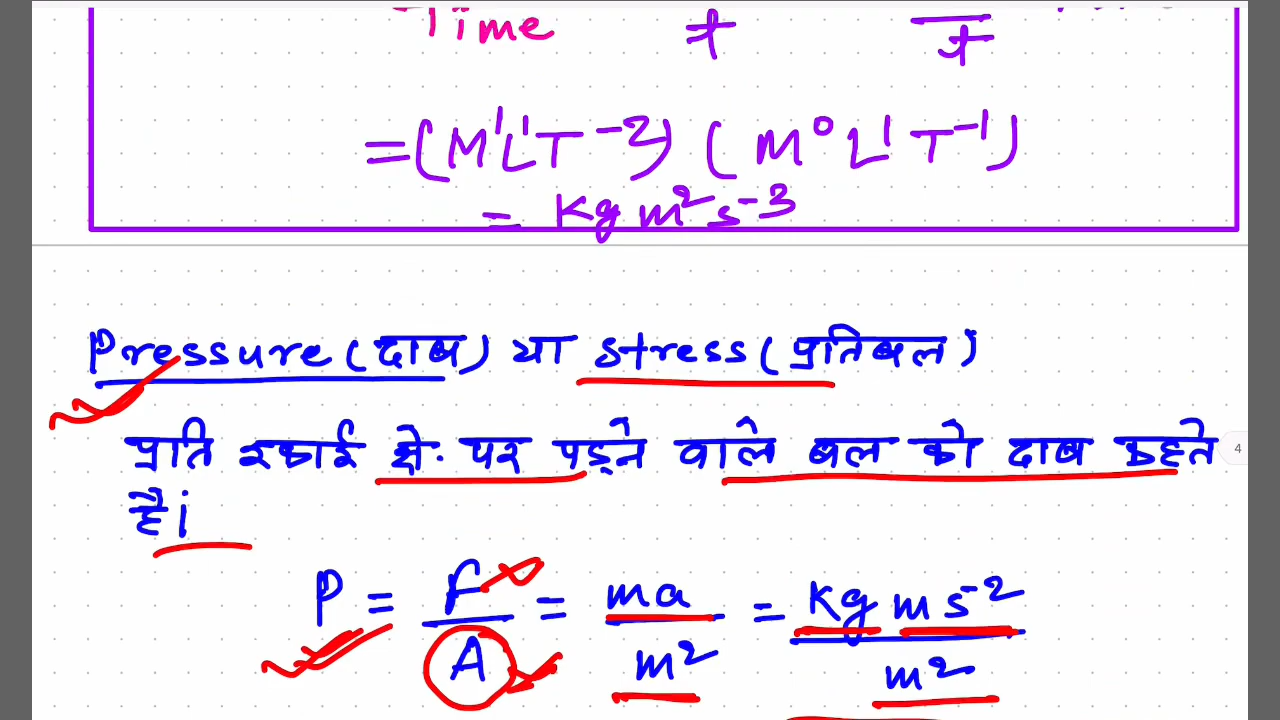 Time t t
= (M¹L¹T⁻²) (M⁰L¹T⁻¹)
= Kg m² s⁻³
Pressure (दाब) या stress (प्रतिबल)
प्रति इकाई क्षे. पर पड़ने वाले बल को दाब कहते
है।
4
P = F/A = ma/m² = Kg m s⁻²/m²